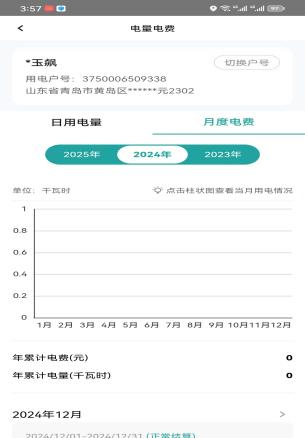 3:57
97
电量电费
*玉飙
切换户号
用电户号：3750006509338
山东省青岛市黄岛区******元2302
日用电量
月度电费
2025年
2024年
2023年
单位：千瓦时
点击柱状图查看当月用电情况
1
0.8
0.6
0.4
0.2
0
1月 2月 3月 4月 5月 6月 7月 8月 9月 10月11月12月
年累计电费(元) 0
年累计电量(千瓦时) 0
2024年12月
2024/12/01-2024/12/31 (正常结算)